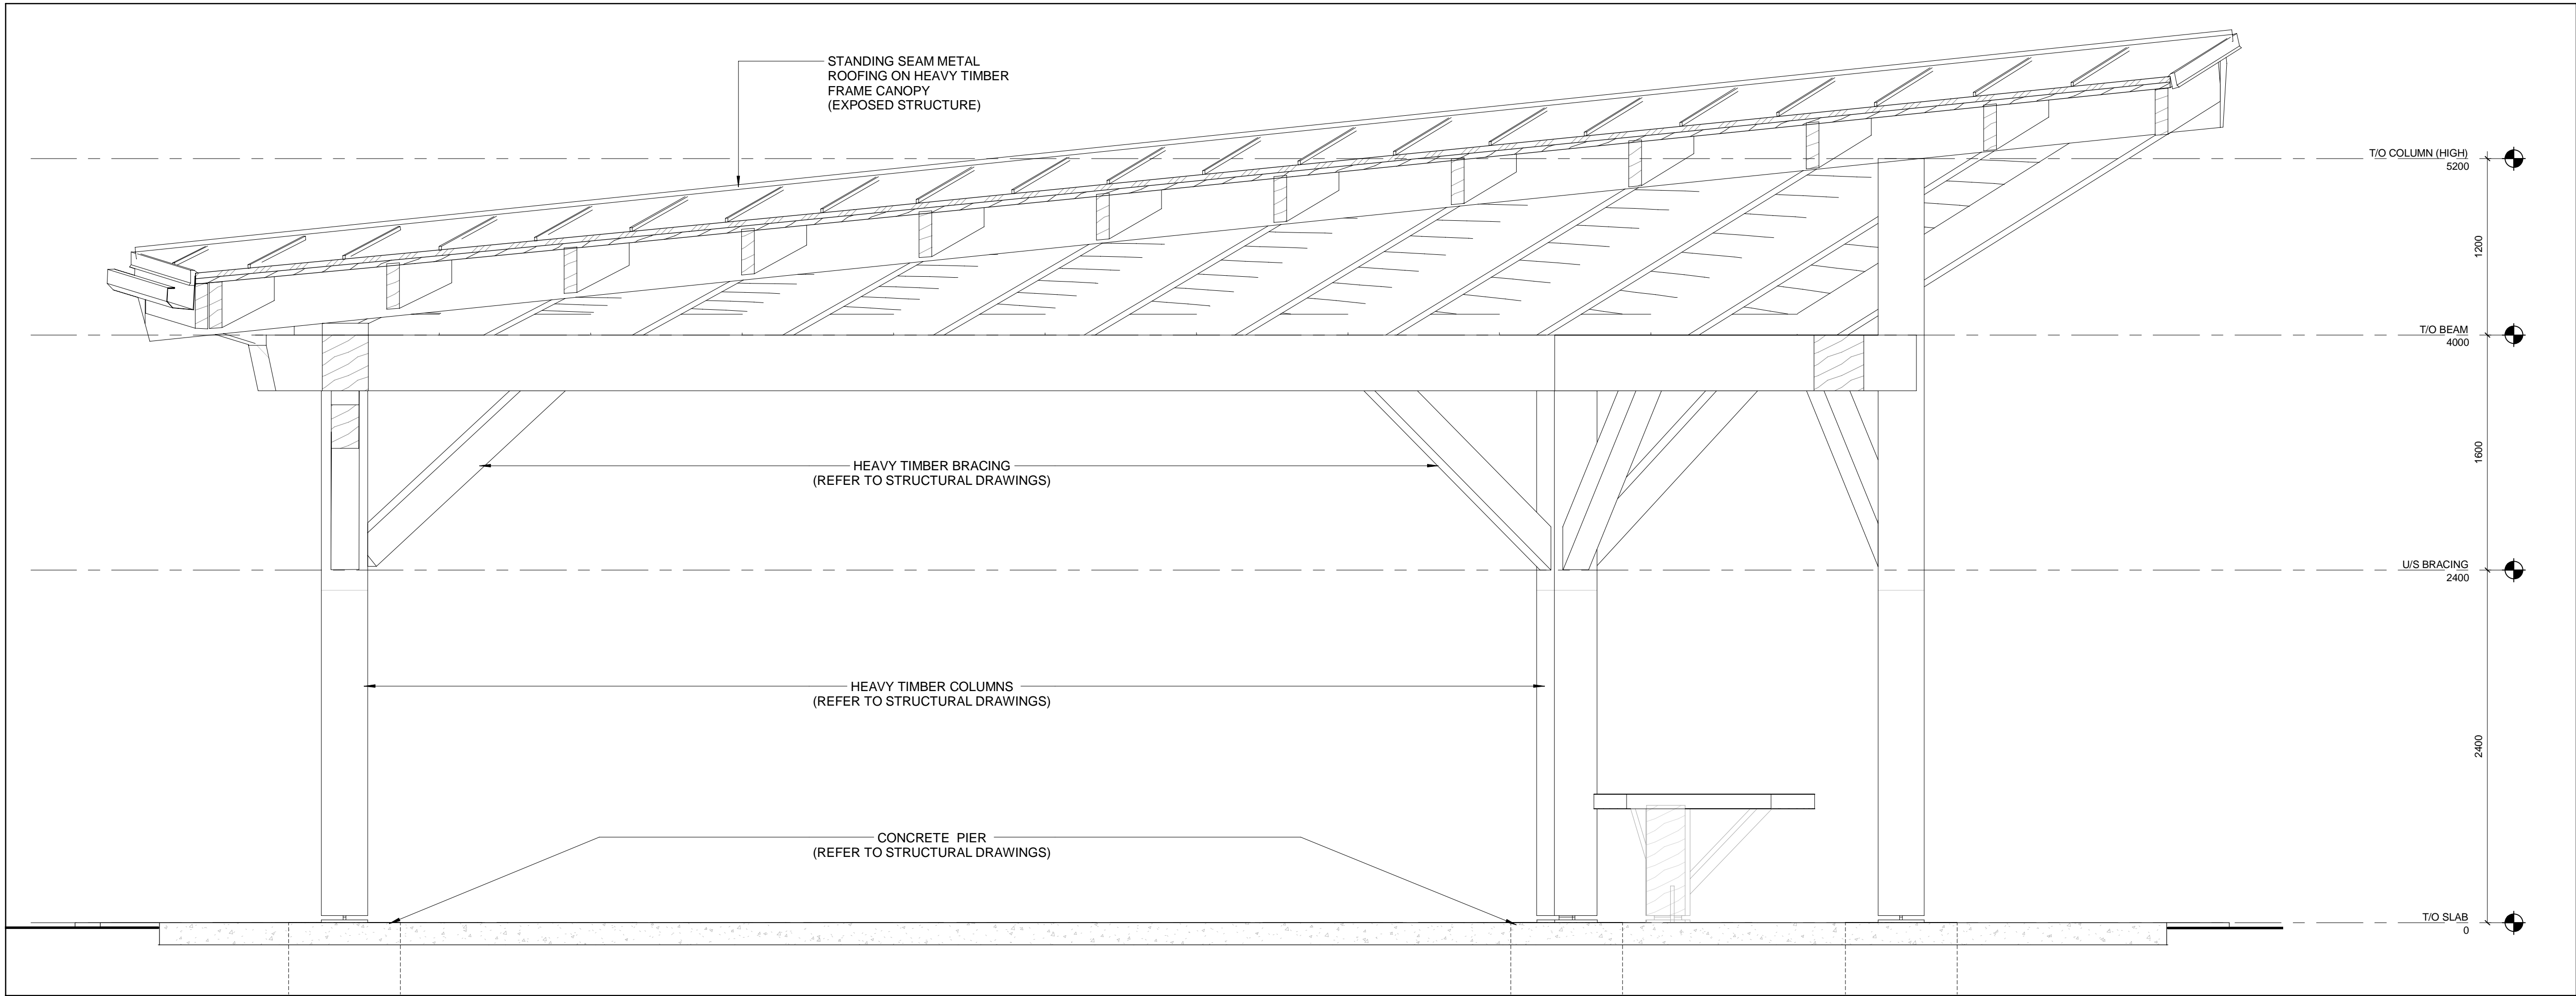 STANDING SEAM METAL
ROOFING ON HEAVY TIMBER
FRAME CANOPY
(EXPOSED STRUCTURE)
T/O COLUMN (HIGH)
5200
1200
T/O BEAM
4000
1600
HEAVY TIMBER BRACING
(REFER TO STRUCTURAL DRAWINGS)
U/S BRACING
2400
HEAVY TIMBER COLUMNS
(REFER TO STRUCTURAL DRAWINGS)
2400
CONCRETE PIER
(REFER TO STRUCTURAL DRAWINGS)
T/O SLAB
0